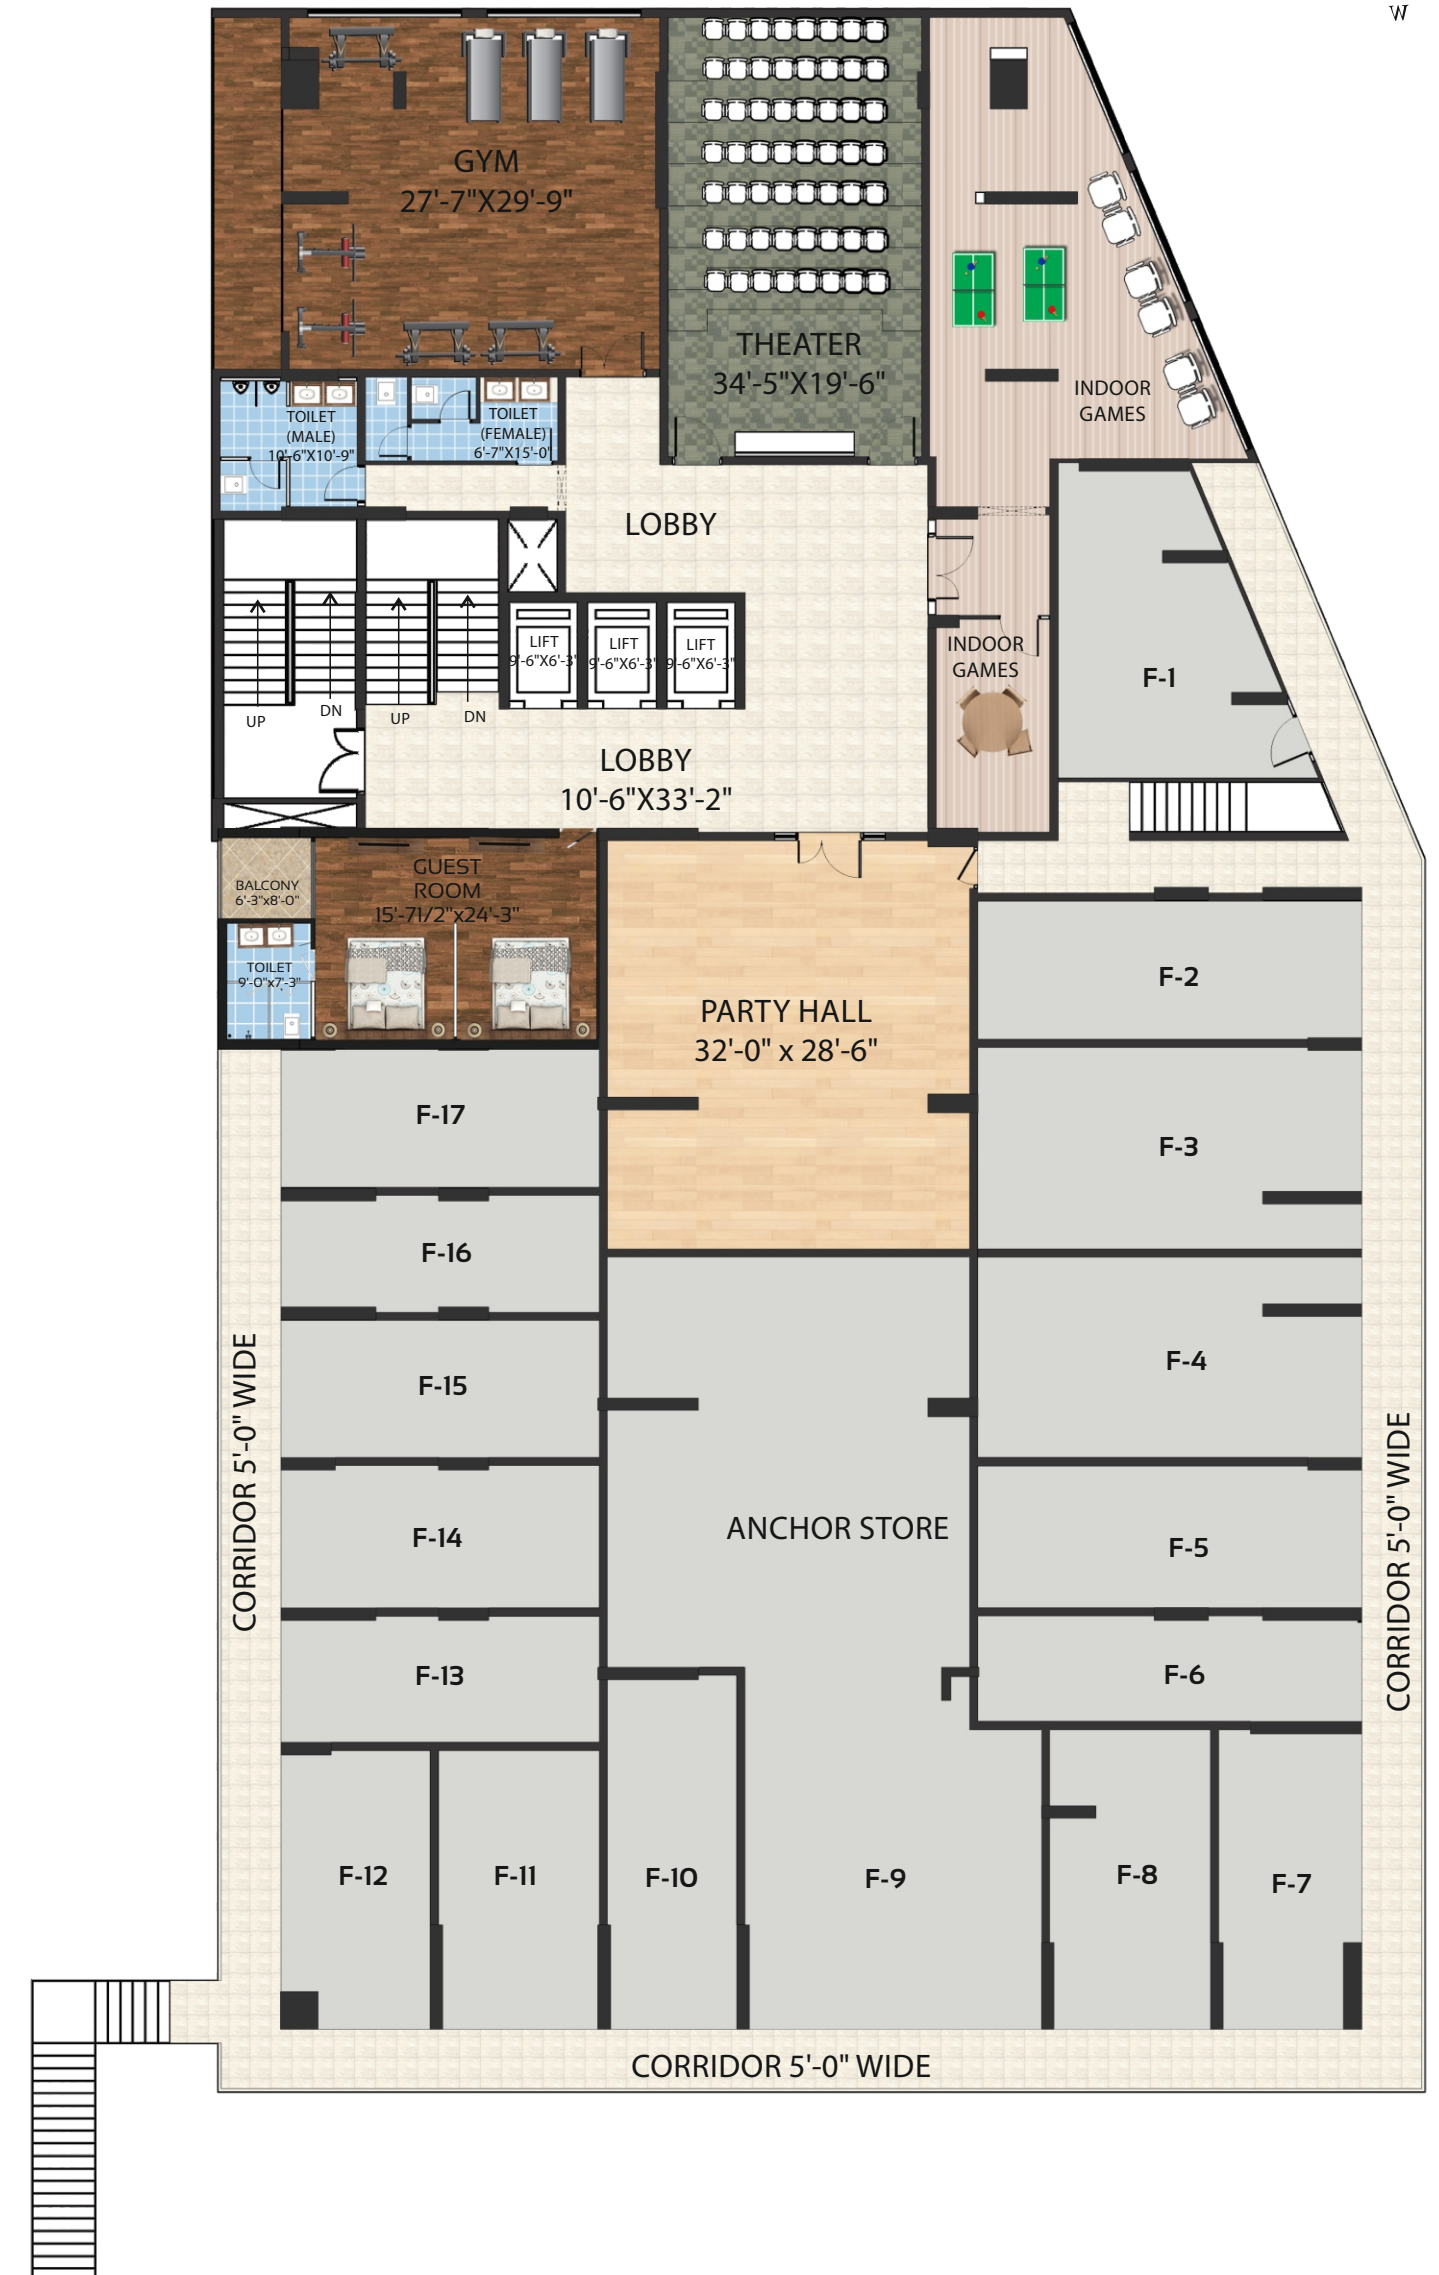 W
GYM
27'-7"X29'-9"
THEATER
34'-5"X19'-6"
INDOOR
GAMES
TOILET
(MALE)
10'-6"X10'-9"
TOILET
(FEMALE)
6'-7"X15'-0"
LOBBY
LIFT
9'-6"X6'-3"
LIFT
9'-6"X6'-3"
LIFT
9'-6"X6'-3"
INDOOR
GAMES
F-1
UP
DN
UP
DN
LOBBY
10'-6"X33'-2"
BALCONY
6'-3"x8'-0"
GUEST
ROOM
15'-71/2"x24'-3"
TOILET
9'-0"x7'-3"
PARTY HALL
32'-0" x 28'-6"
F-2
F-3
F-17
F-16
F-15
F-4
CORRIDOR 5'-0" WIDE
CORRIDOR 5'-0" WIDE
ANCHOR STORE
F-14
F-5
F-13
F-6
F-12
F-11
F-10
F-9
F-8
F-7
CORRIDOR 5'-0" WIDE